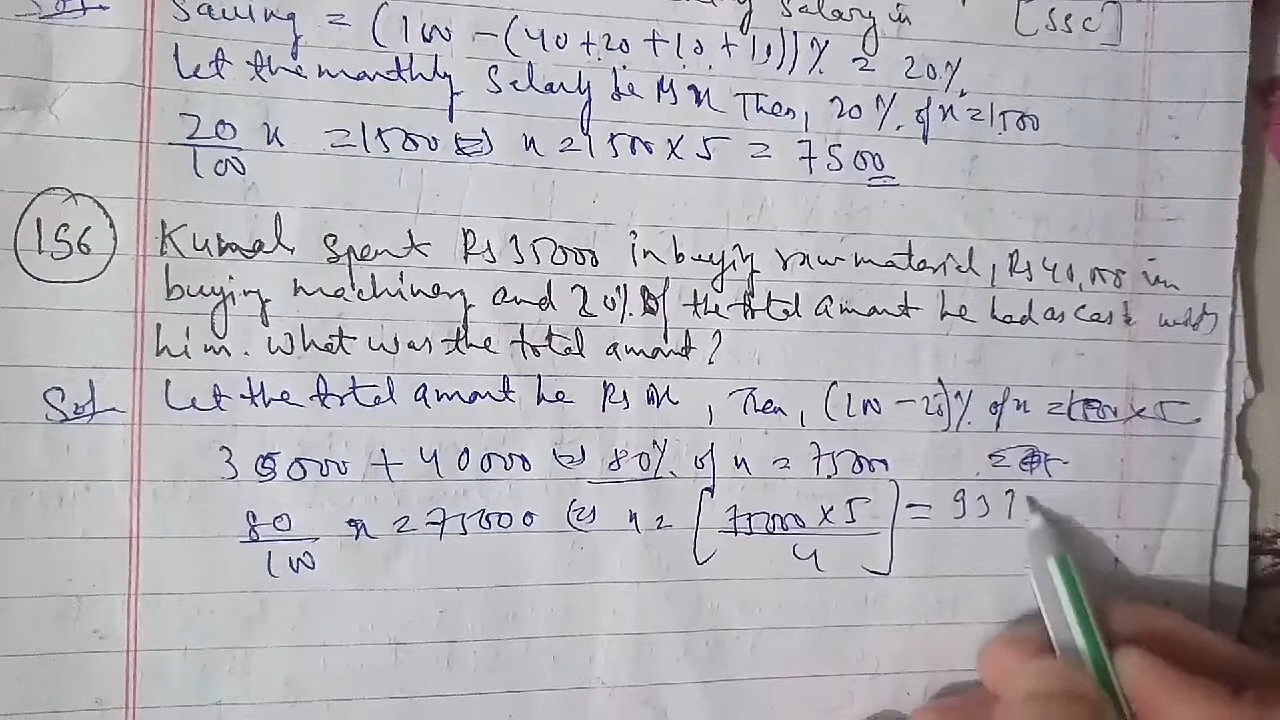 Saving = (100 - (40+20+10+10))% = 20% salary in [SSC]
Let the monthly Salary be Rs x Then, 20%. of x = 1500
20/100 x = 1500 (=) x = 1500 × 5 = 7500
156 Kunal spent Rs 35000 in buying raw material, Rs 40,000 in
buying machinery and 20%. of the total amount he had as cash with
him. What was the total amount?
Sol Let the total amount be Rs x, Then, (100-20)%. of x =
35000 + 40000 (=) 80%. of x = 75000
80/100 x = 75000 (=) x = [75000 × 5/4] = 937